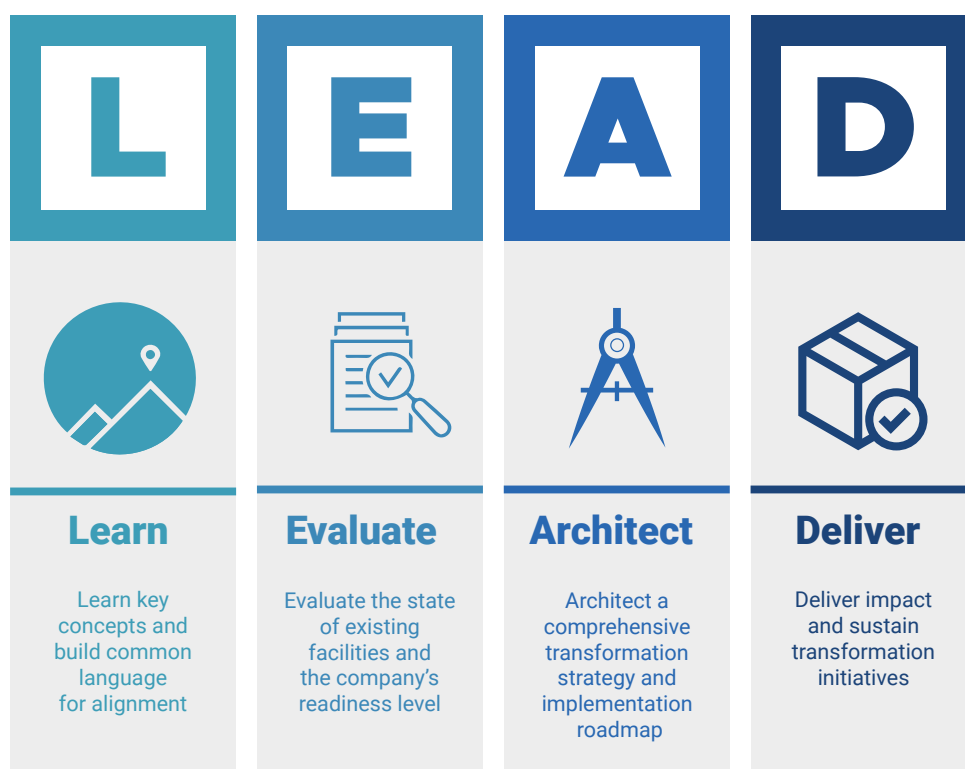 L
E
A
D
Learn
Learn key
concepts and
build common
language
for alignment
Evaluate
Evaluate the state
of existing
facilities and
the company's
readiness level
Architect
Architect a
comprehensive
transformation
strategy and
implementation
roadmap
Deliver
Deliver impact
and sustain
transformation
initiatives